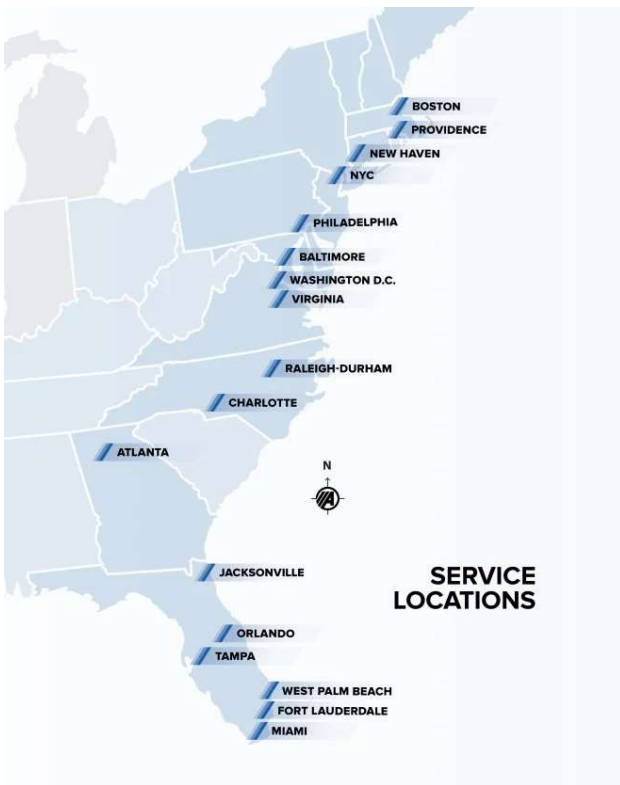 BOSTON
PROVIDENCE
NEW HAVEN
NYC
PHILADELPHIA
BALTIMORE
WASHINGTON D.C.
VIRGINIA
RALEIGH-DURHAM
CHARLOTTE
ATLANTA
N
A
JACKSONVILLE
SERVICE
LOCATIONS
ORLANDO
TAMPA
WEST PALM BEACH
FORT LAUDERDALE
MIAMI